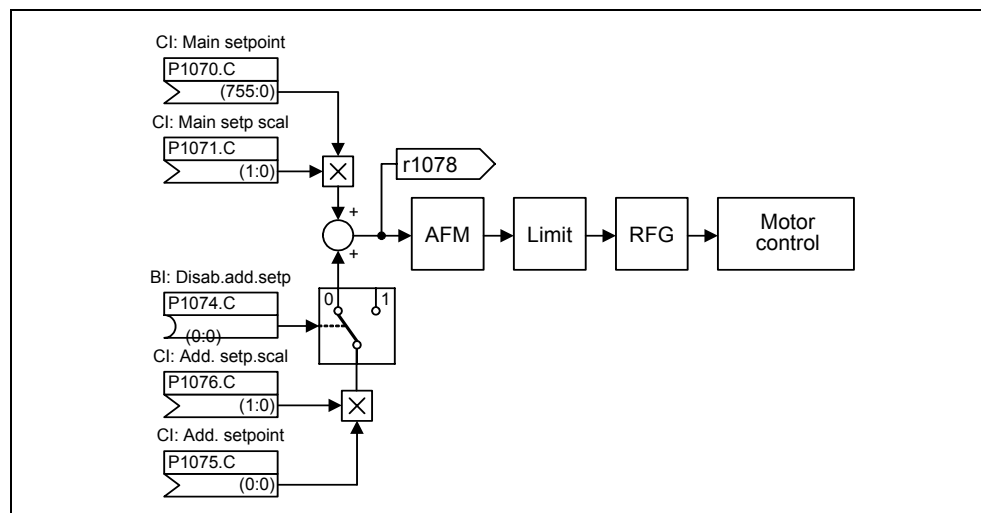 CI: Main setpoint
P1070.C
(755:0)
CI: Main setp scal
P1071.C
(1:0)
r1078
+
+
AFM
Limit
RFG
Motor
control
BI: Disab.add.setp
P1074.C
(0:0)
0
1
CI: Add. setp.scal
P1076.C
(1:0)
CI: Add. setpoint
P1075.C
(0:0)